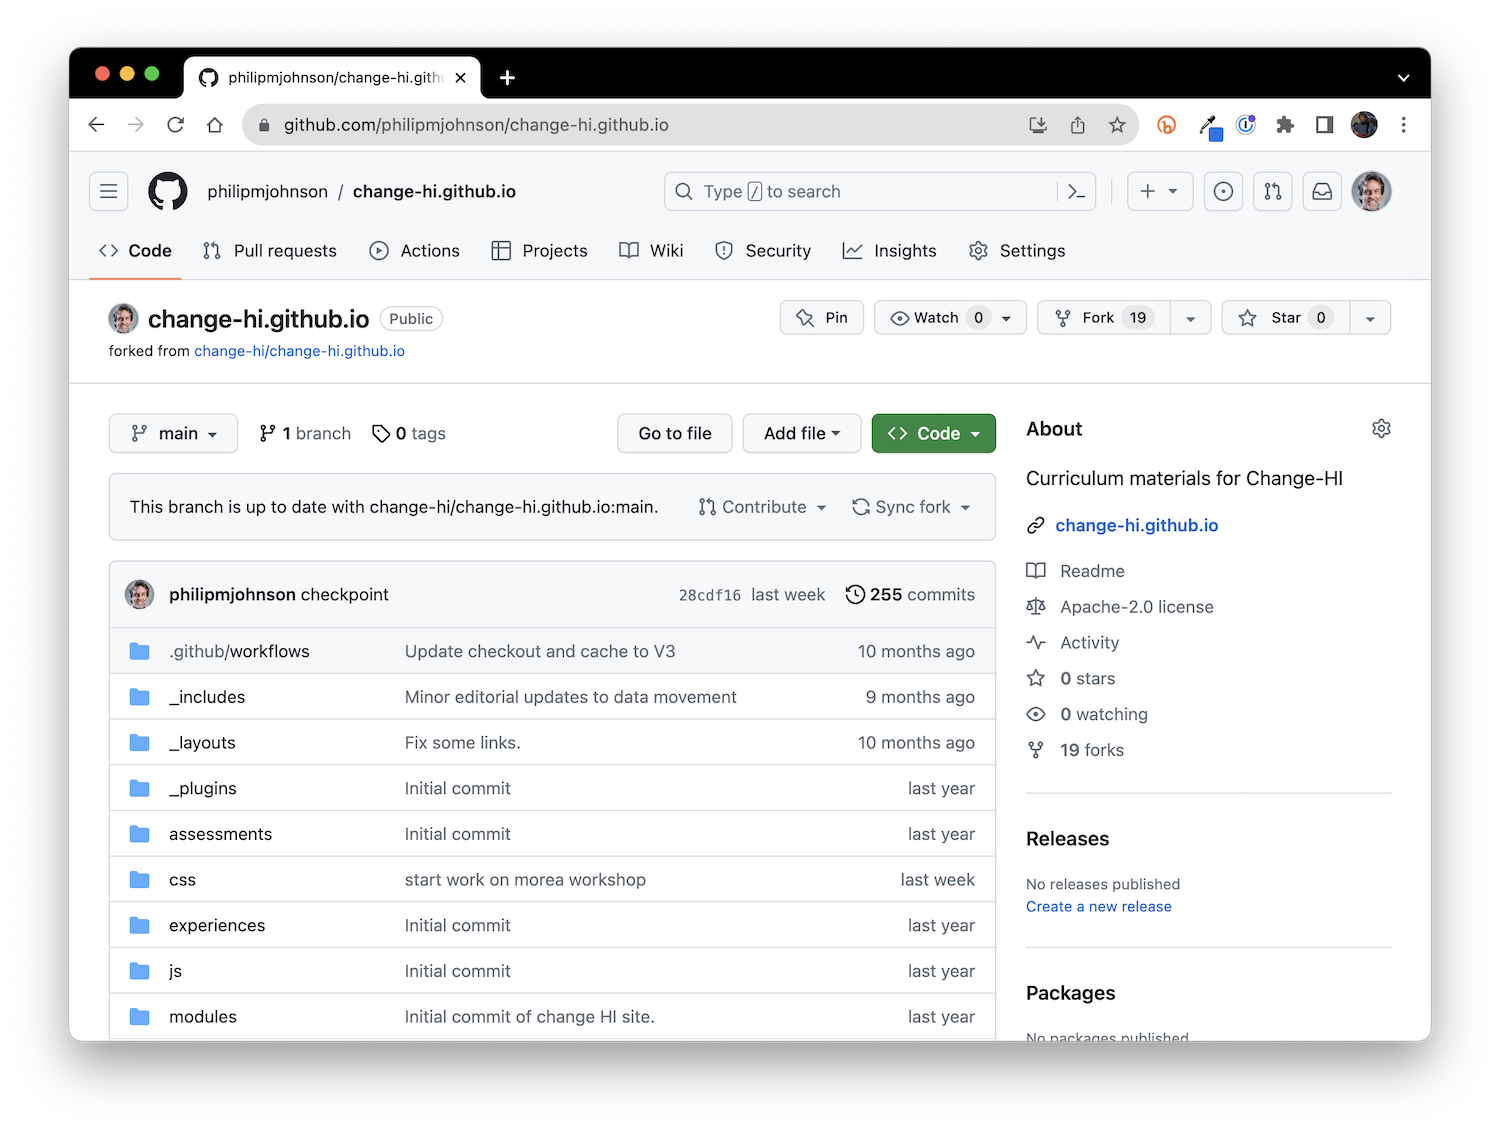 philipmjohnson/change-hi.gith
github.com/philipmjohnson/change-hi.github.io
philipmjohnson / change-hi.github.io
Type / to search
Code Pull requests Actions Projects Wiki Security Insights Settings
change-hi.github.io Public
Pin Watch 0 Fork 19 Star 0
forked from change-hi/change-hi.github.io
main 1 branch 0 tags Go to file Add file Code
This branch is up to date with change-hi/change-hi.github.io:main. Contribute Sync fork
philipmjohnson checkpoint 28cdf16 last week 255 commits
.github/workflows Update checkout and cache to V3 10 months ago
_includes Minor editorial updates to data movement 9 months ago
_layouts Fix some links. 10 months ago
_plugins Initial commit last year
assessments Initial commit last year
css start work on morea workshop last week
experiences Initial commit last year
js Initial commit last year
modules Initial commit of change HI site. last year
About
Curriculum materials for Change-HI
change-hi.github.io
Readme
Apache-2.0 license
Activity
0 stars
0 watching
19 forks
Releases
No releases published
Create a new release
Packages
No packages published